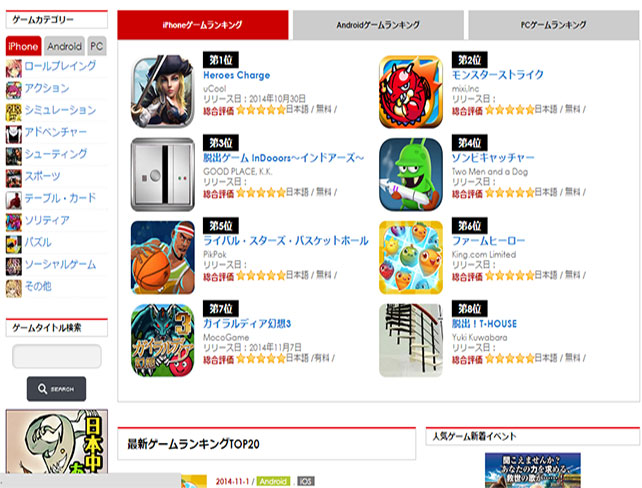 ゲームカテゴリー
iPhone Android PC
ロールプレイング
アクション
シミュレーション
アドベンチャー
シューティング
スポーツ
テーブル・カード
ソリティア
パズル
ソーシャルゲーム
その他
ゲームタイトル検索
SEARCH
日本中
iPhoneゲームランキング
Androidゲームランキング
PCゲームランキング
第1位
Heroes Charge
uCool
リリース日：2014年10月30日
総合評価 ☆☆☆☆☆日本語 / 無料 /
第2位
モンスターストライク
mixi,Inc
リリース日：2014年10月30日
総合評価 ☆☆☆☆☆日本語 / 無料 /
第3位
脱出ゲーム InDooors～インドアーズ～
GOOD PLACE, K.K.
リリース日：
総合評価 ☆☆☆☆☆日本語 / 無料 /
第4位
ゾンビキャッチャー
Two Men and a Dog
リリース日：
総合評価 ☆☆☆☆☆日本語 / 無料 /
第5位
ライバル・スターズ・バスケットボール
PikPok
リリース日：
総合評価 ☆☆☆☆☆日本語 / 無料 /
第6位
ファームヒーロー
King.com Limited
リリース日：
総合評価 ☆☆☆☆☆日本語 / 無料 /
第7位
カイラルディア幻想3
MocoGame
リリース日：2014年11月7日
総合評価 ☆☆☆☆☆日本語 /有料 /
第8位
脱出！T-HOUSE
Yuki Kuwabara
リリース日：
総合評価 ☆☆☆☆☆日本語 / 無料 /
最新ゲームランキングTOP20
2014-11-1 / Android iOS
人気ゲーム新着イベント
聞こえませんか？
あなたの力を求める、